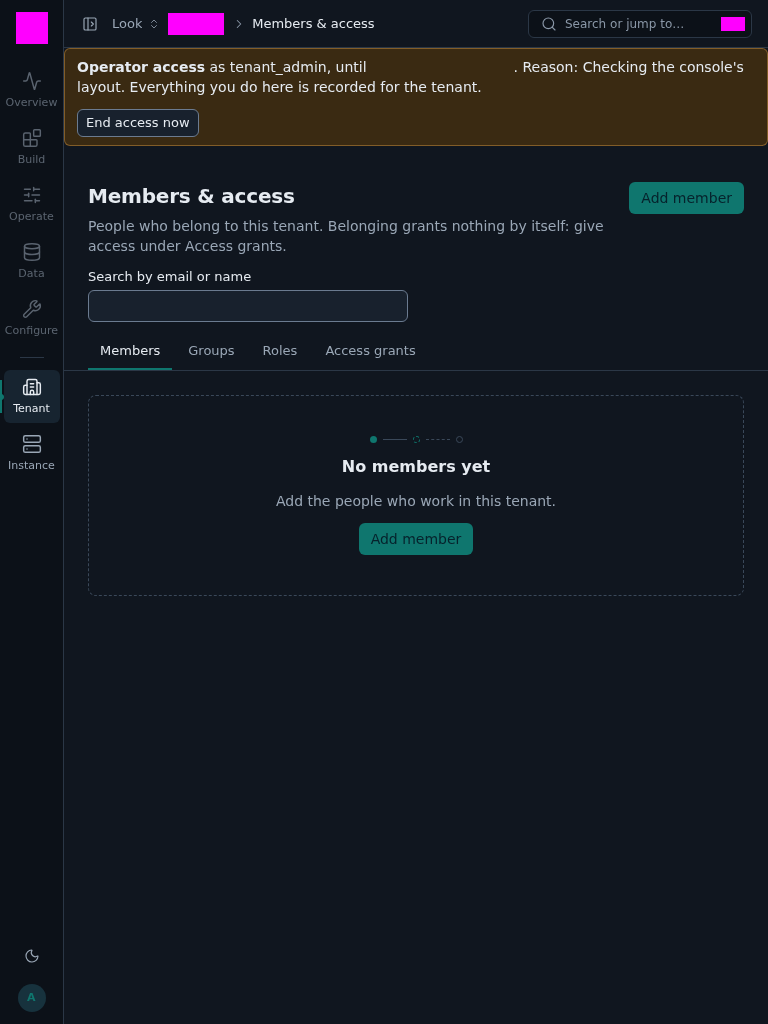 Look
Members & access
Search or jump to...
Operator access as tenant_admin, until . Reason: Checking the console's
layout. Everything you do here is recorded for the tenant.
End access now
Overview
Build
Operate
Data
Configure
Tenant
Instance
Members & access
Add member
People who belong to this tenant. Belonging grants nothing by itself: give
access under Access grants.
Search by email or name
Members
Groups
Roles
Access grants
No members yet
Add the people who work in this tenant.
Add member
A